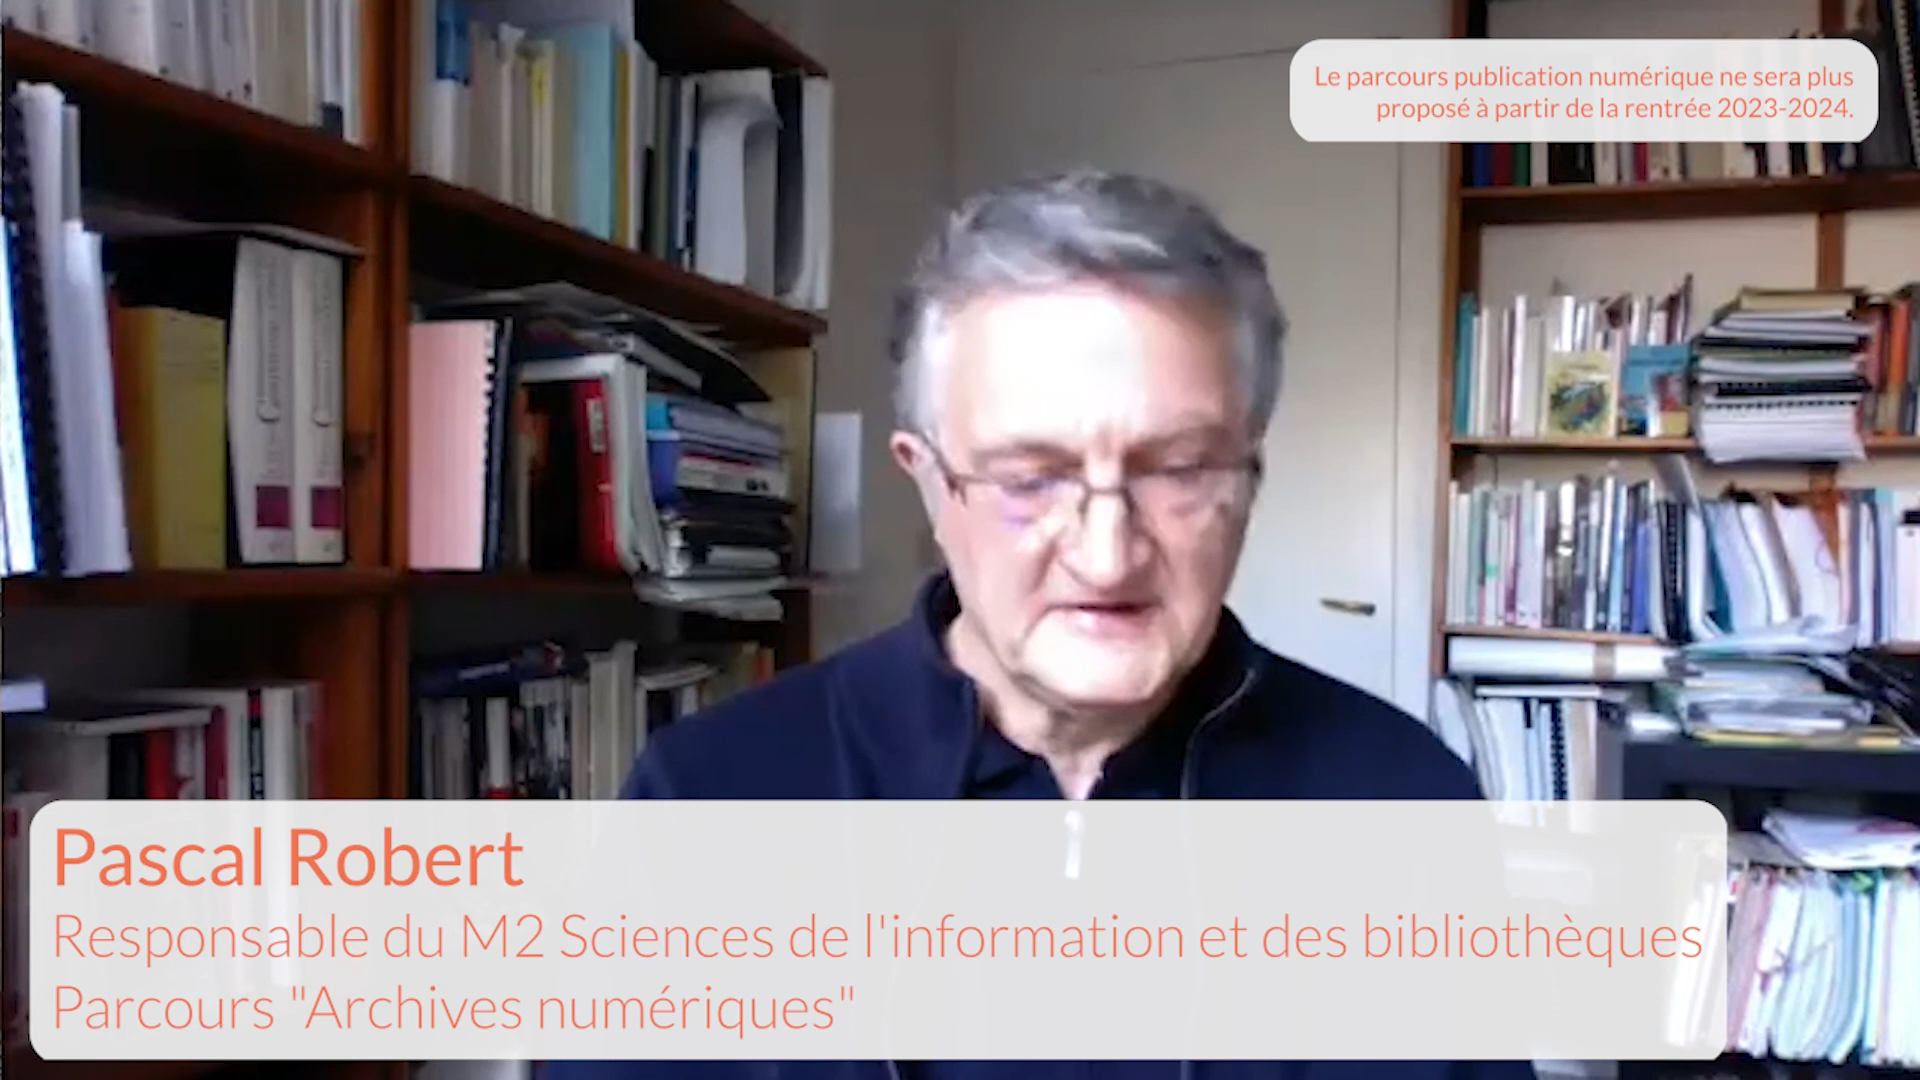 Le parcours publication numérique ne sera plus
proposé à partir de la rentrée 2023-2024.
Pascal Robert
Responsable du M2 Sciences de l'information et des bibliothèques
Parcours "Archives numériques"